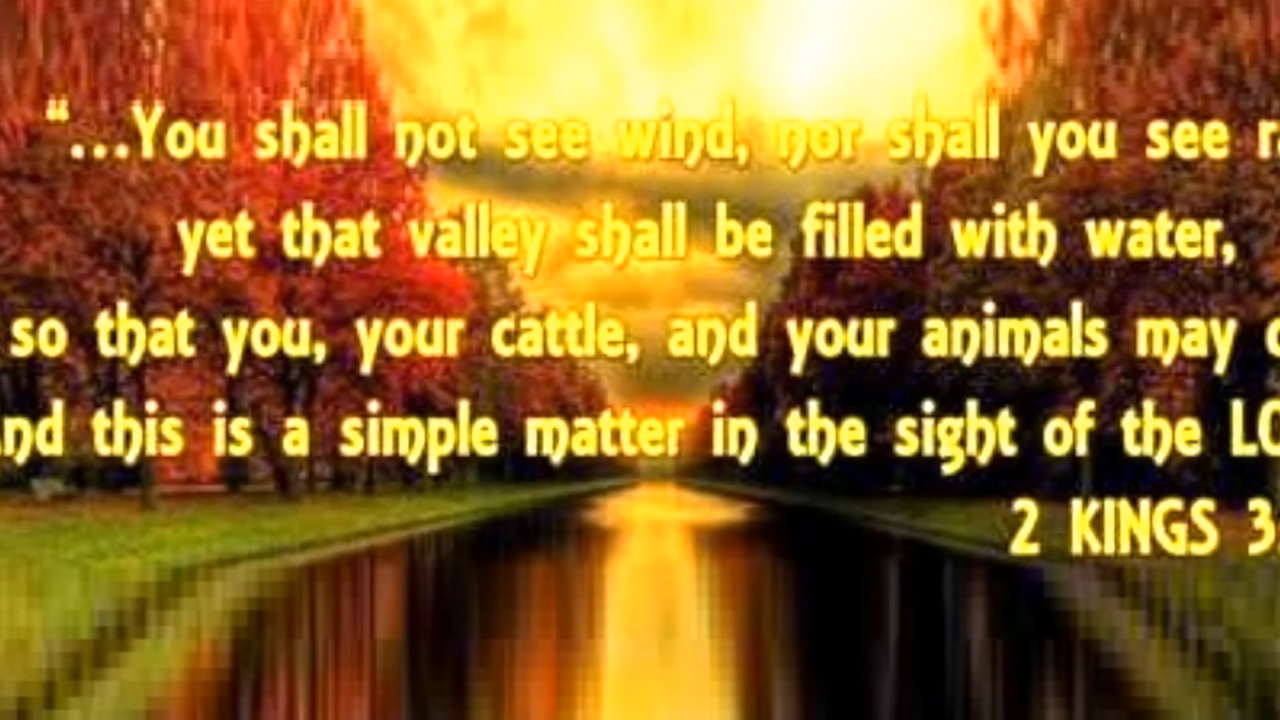 “...You shall not see wind, nor shall you see
yet that valley shall be filled with water,
so that you, your cattle, and your animals may
this is a simple matter in the sight of the
2 KINGS 3